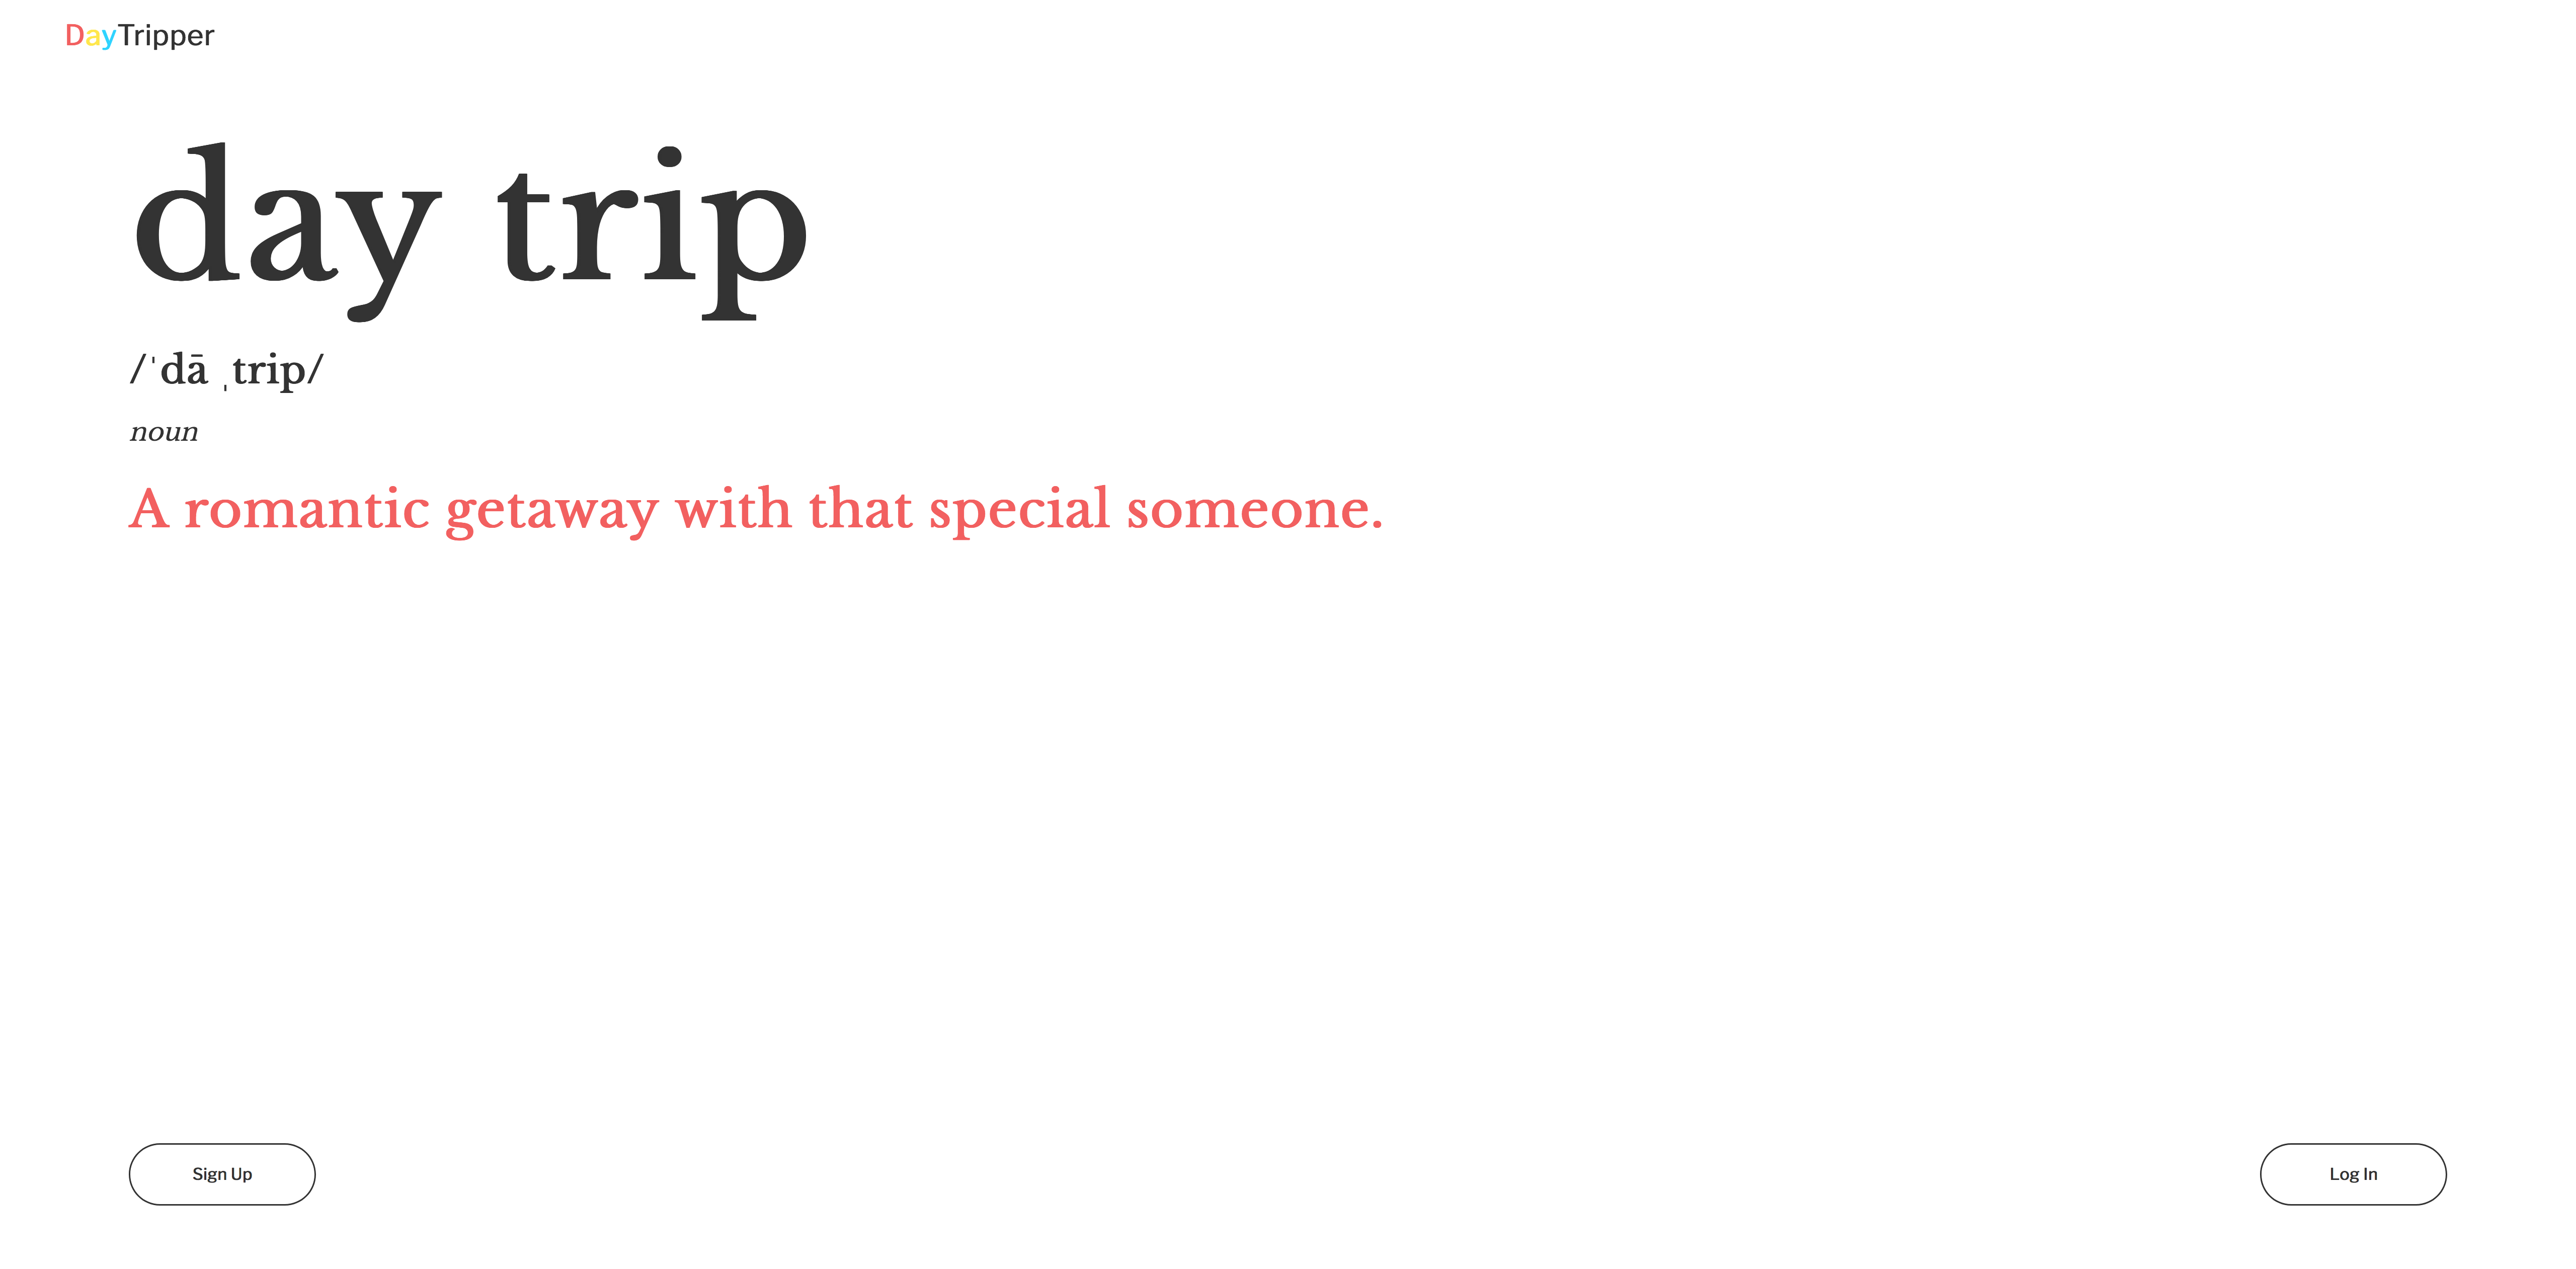 DayTripper
day trip
/ˈdā ˌtrip/
noun
A romantic getaway with that special someone.
Sign Up
Log In